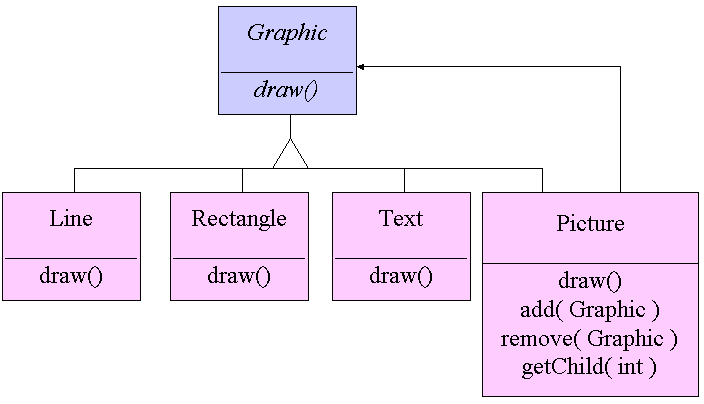 Graphic
draw()
Line
draw()
Rectangle
draw()
Text
draw()
Picture
draw()
add( Graphic )
remove( Graphic )
getChild( int )